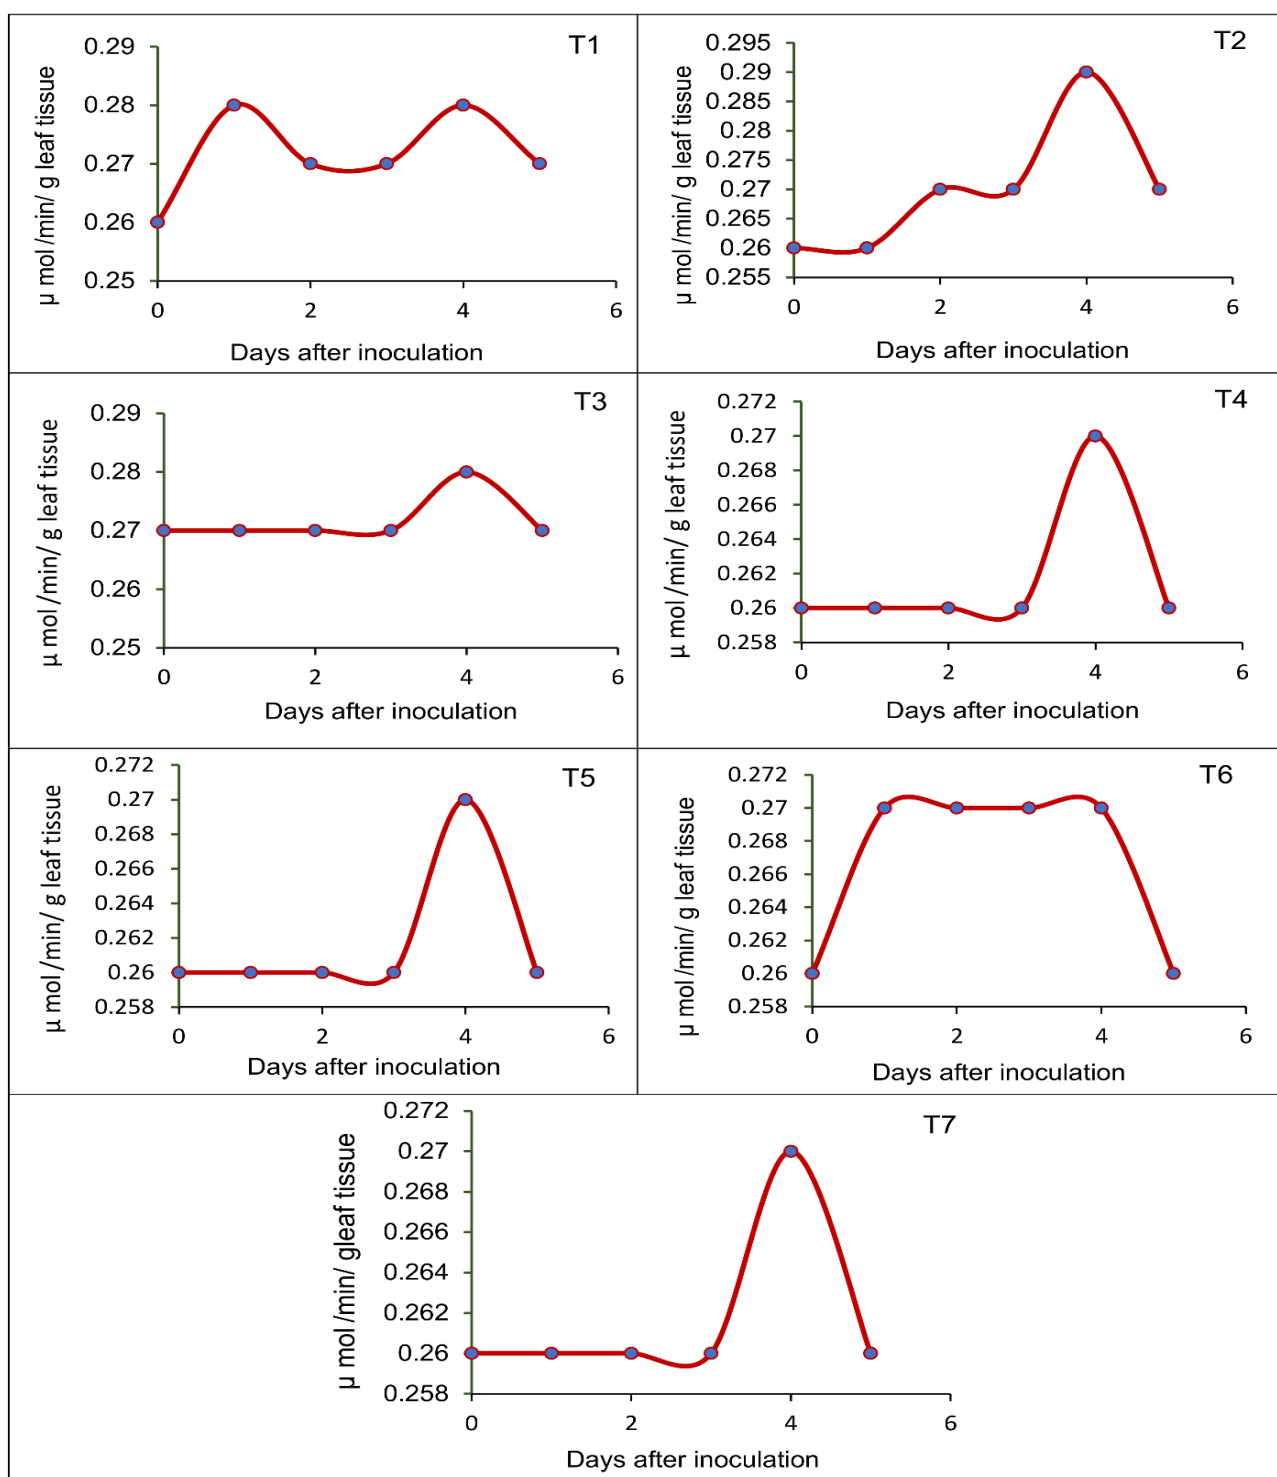 T1
0.29
0.28
0.27
0.26
0.25
0 2 4 6
µ mol /min/ g leaf tissue
Days after inoculation
T2
0.295
0.29
0.285
0.28
0.275
0.27
0.265
0.26
0.255
0 2 4 6
µ mol /min/ g leaf tissue
Days after inoculation
T3
0.29
0.28
0.27
0.26
0.25
0 2 4 6
µ mol /min/ g leaf tissue
Days after inoculation
T4
0.272
0.27
0.268
0.266
0.264
0.262
0.26
0.258
0 2 4 6
µ mol /min/ g leaf tissue
Days after inoculation
T5
0.272
0.27
0.268
0.266
0.264
0.262
0.26
0.258
0 2 4 6
µ mol /min/ g leaf tissue
Days after inoculation
T6
0.272
0.27
0.268
0.266
0.264
0.262
0.26
0.258
0 2 4 6
µ mol /min/ g leaf tissue
Days after inoculation
T7
0.272
0.27
0.268
0.266
0.264
0.262
0.26
0.258
0 2 4 6
µ mol /min/ gleaf tissue
Days after inoculation